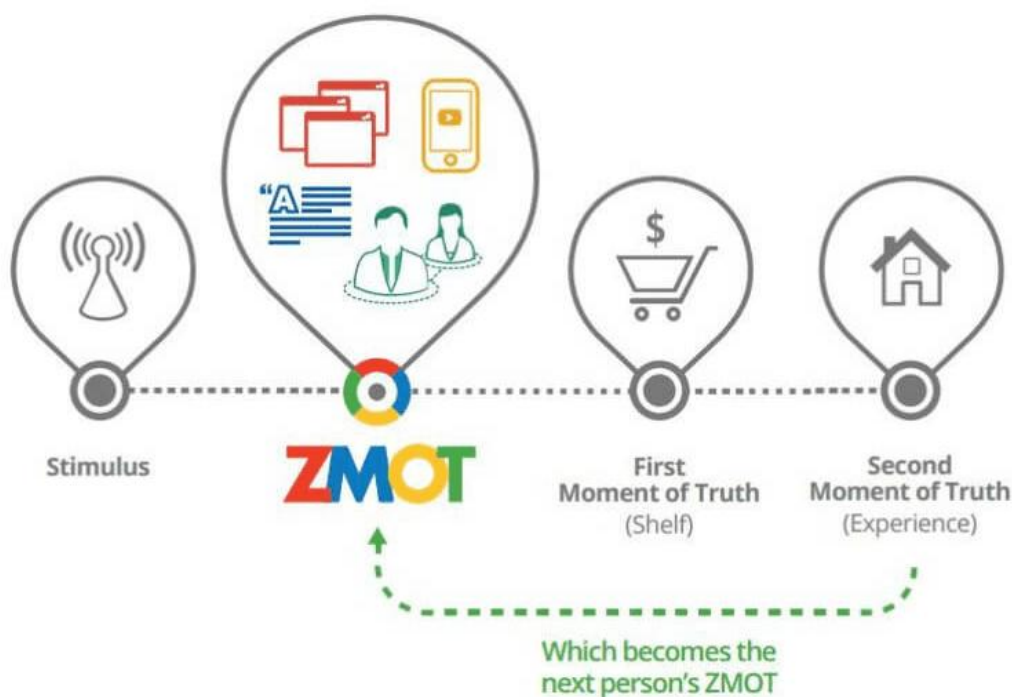 “A
$
Stimulus
ZMOT
First
Moment of Truth
(Shelf)
Second
Moment of Truth
(Experience)
Which becomes the
next person's ZMOT